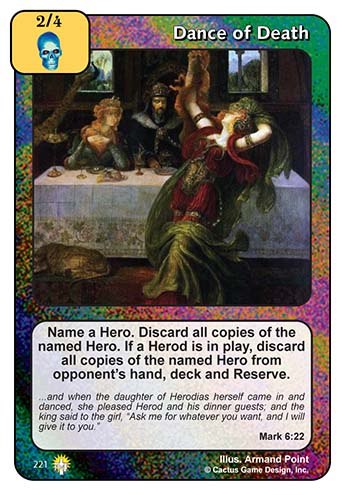 2/4
Dance of Death
Name a Hero. Discard all copies of the
named Hero. If a Herod is in play, discard
all copies of the named Hero from
opponent's hand, deck and Reserve.
...and when the daughter of Herodias herself came in and
danced, she pleased Herod and his dinner guests; and the
king said to the girl, "Ask me for whatever you want, and I will
give it to you."
Mark 6:22
Illus. Armand Point
221
© Cactus Game Design, Inc.